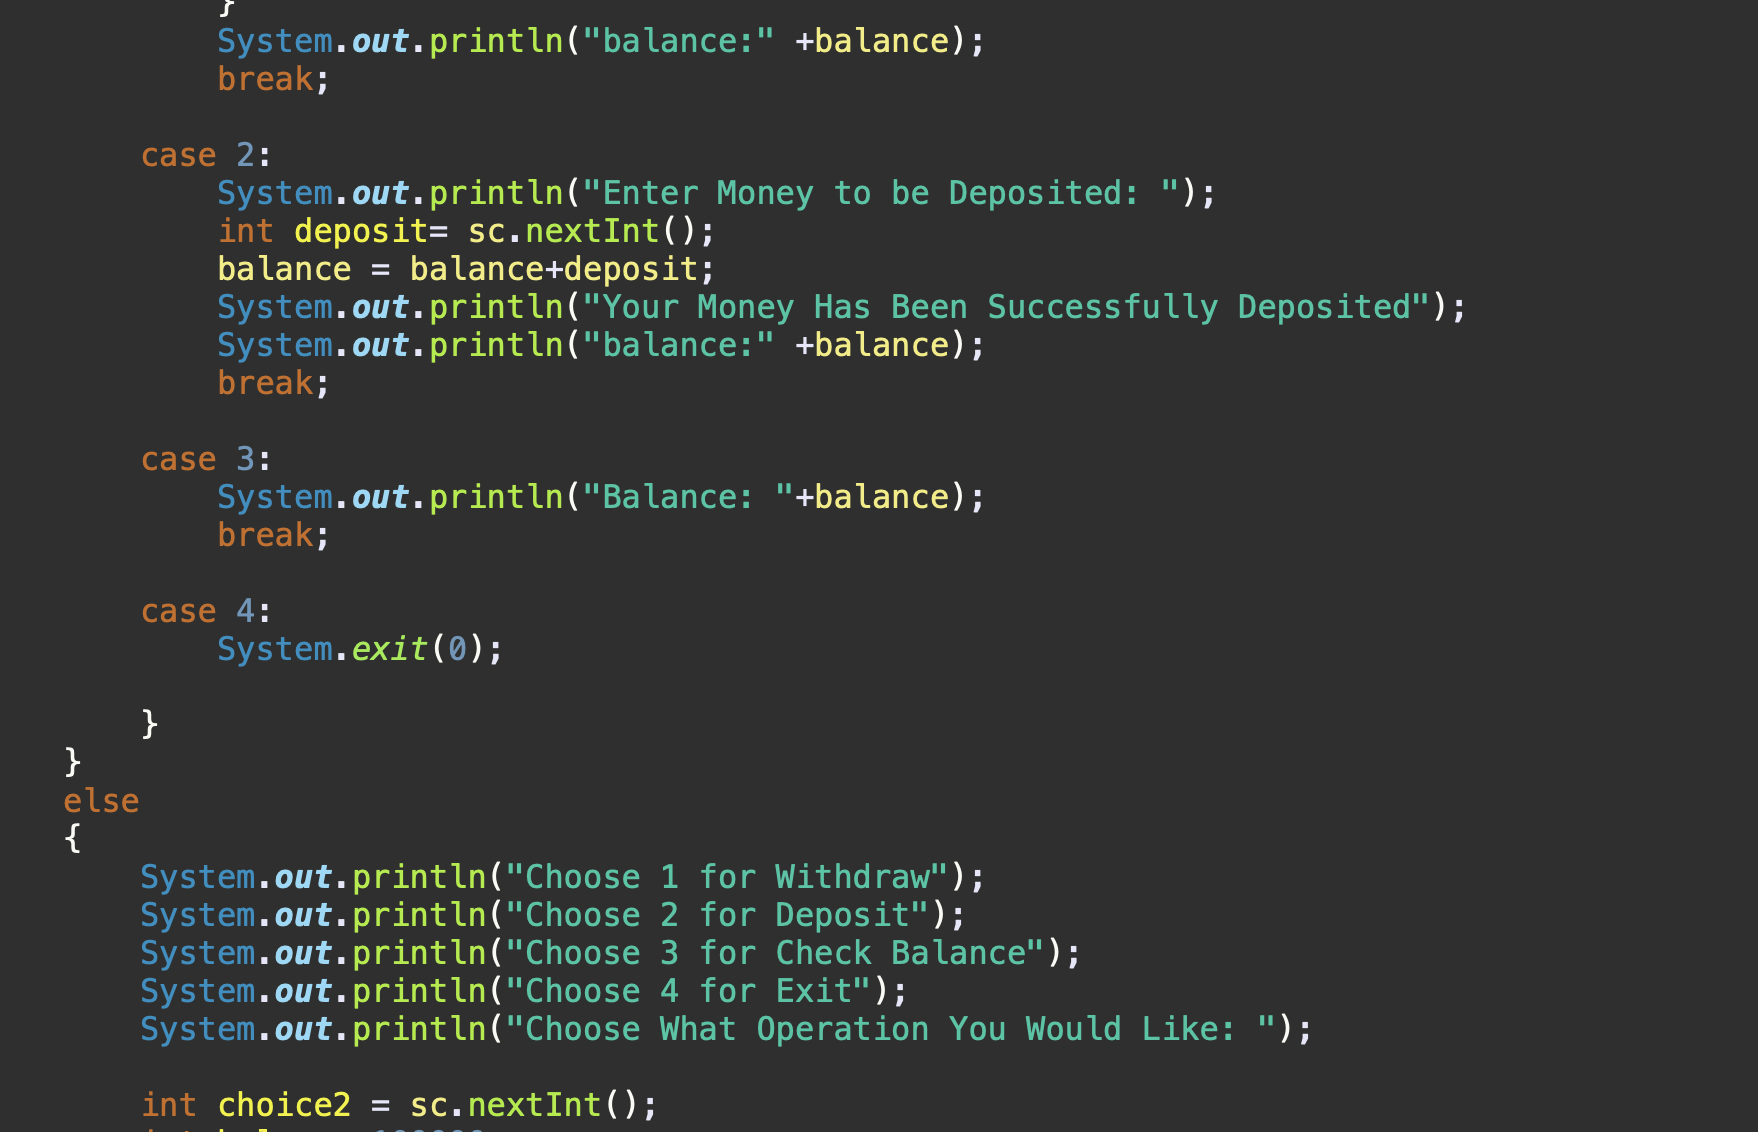 }
System.out.println("balance:" +balance);
break;
case 2:
System.out.println("Enter Money to be Deposited: ");
int deposit= sc.nextInt();
balance = balance+deposit;
System.out.println("Your Money Has Been Successfully Deposited");
System.out.println("balance:" +balance);
break;
case 3:
System.out.println("Balance: "+balance);
break;
case 4:
System.exit(0);
}
}
else
{
System.out.println("Choose 1 for Withdraw");
System.out.println("Choose 2 for Deposit");
System.out.println("Choose 3 for Check Balance");
System.out.println("Choose 4 for Exit");
System.out.println("Choose What Operation You Would Like: ");
int choice2 = sc.nextInt();